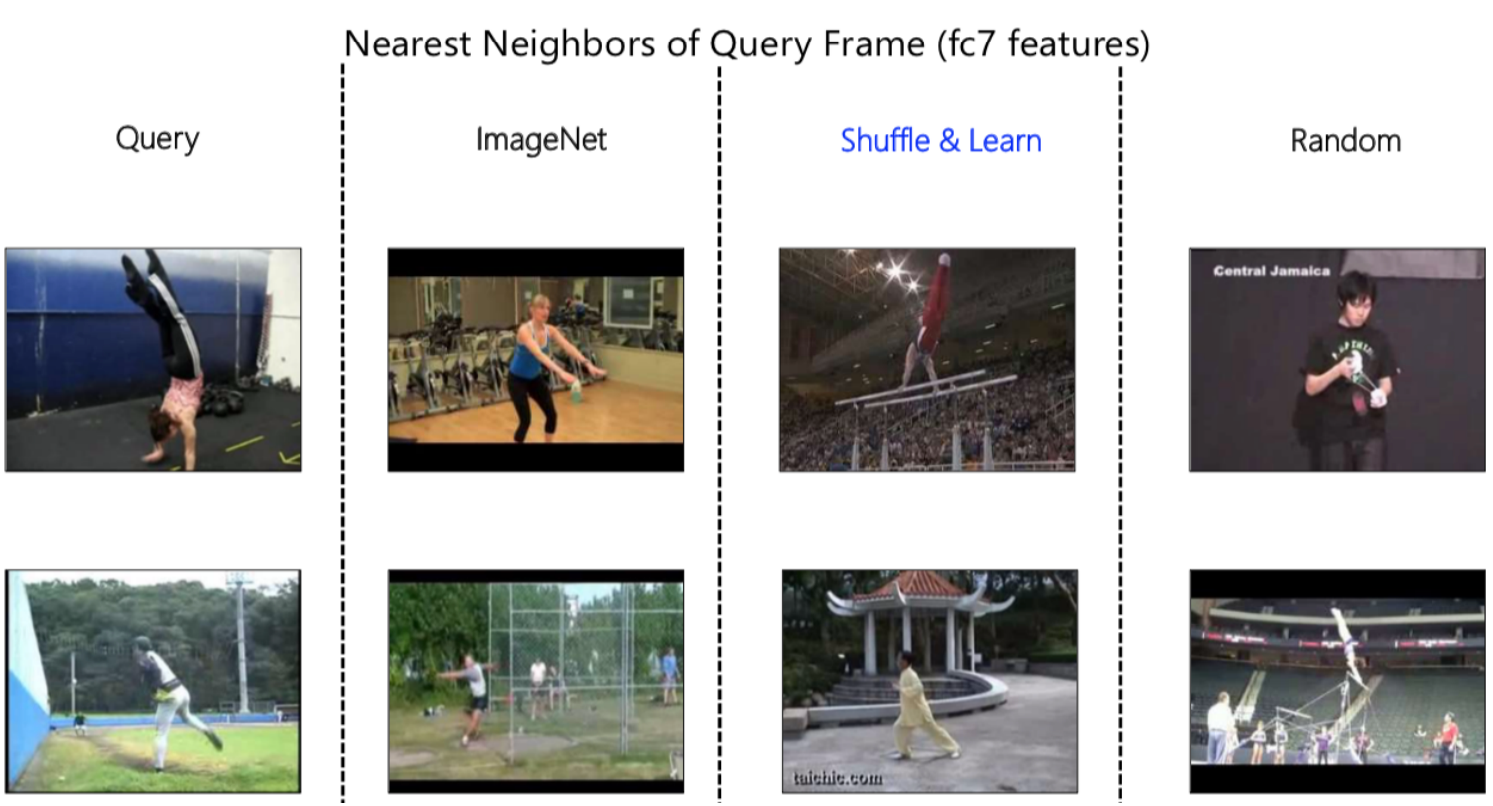 Nearest Neighbors of Query Frame (fc7 features)
Query
ImageNet
Shuffle & Learn
Random
Central Jamaica
taichic.com